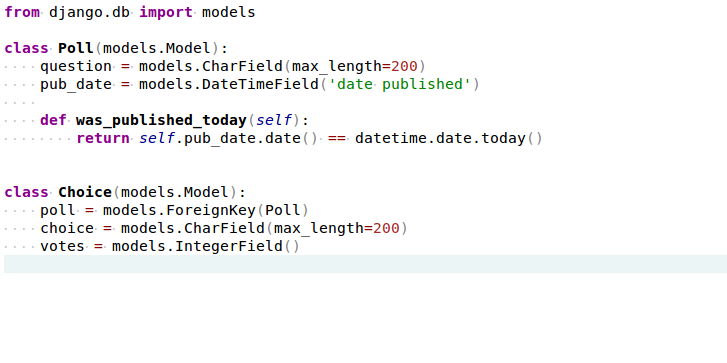 from django.db import models
class Poll(models.Model):
    question = models.CharField(max_length=200)
    pub_date = models.DateTimeField('date published')
    def was_published_today(self):
        return self.pub_date.date() == datetime.date.today()
class Choice(models.Model):
    poll = models.ForeignKey(Poll)
    choice = models.CharField(max_length=200)
    votes = models.IntegerField()